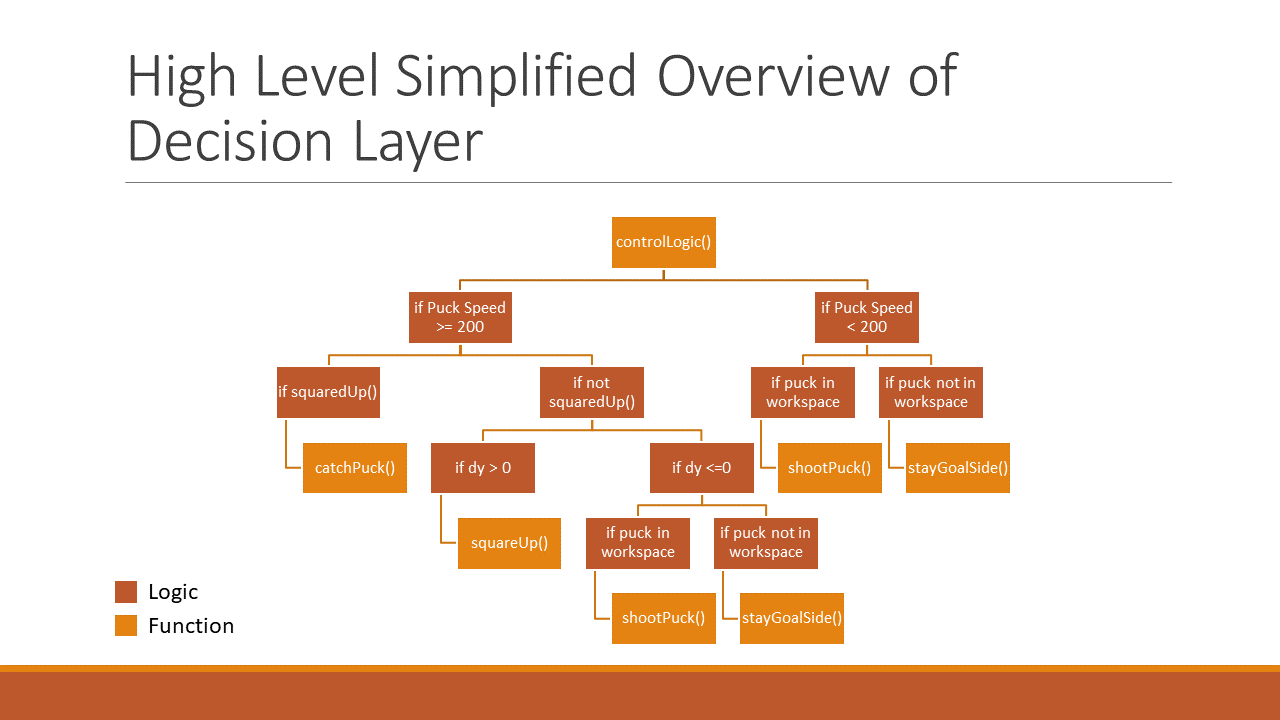 High Level Simplified Overview of
Decision Layer
controlLogic()
if Puck Speed
>= 200
if Puck Speed
< 200
if squaredUp()
if not
squaredUp()
if puck in
workspace
if puck not in
workspace
catchPuck()
if dy > 0
if dy <=0
shootPuck()
stayGoalSide()
squareUp()
if puck in
workspace
if puck not in
workspace
shootPuck()
stayGoalSide()
Logic
Function